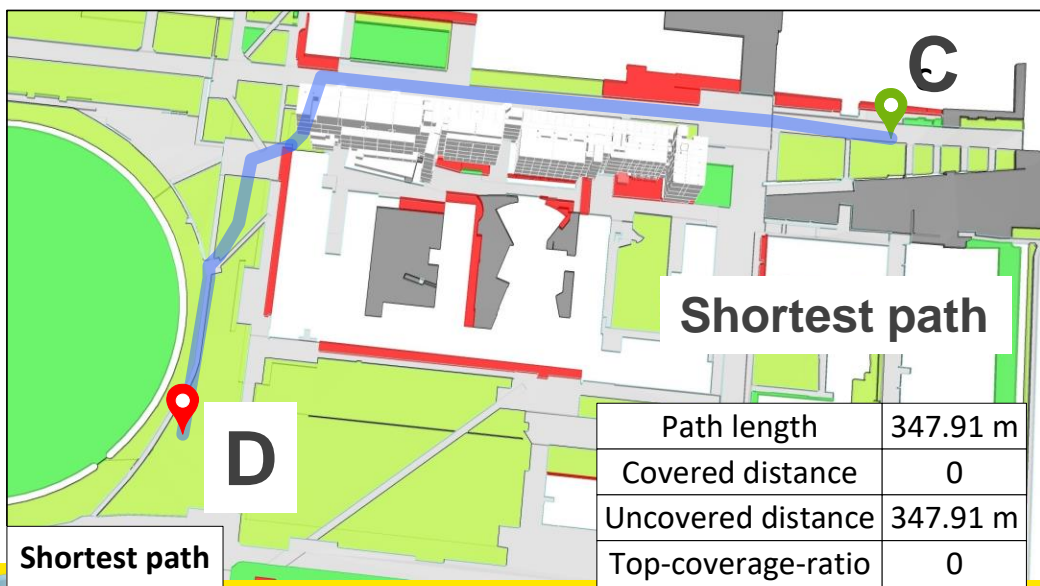 C
Shortest path
D
Path length 347.91 m
Covered distance 0
Uncovered distance 347.91 m
Top-coverage-ratio 0
Shortest path